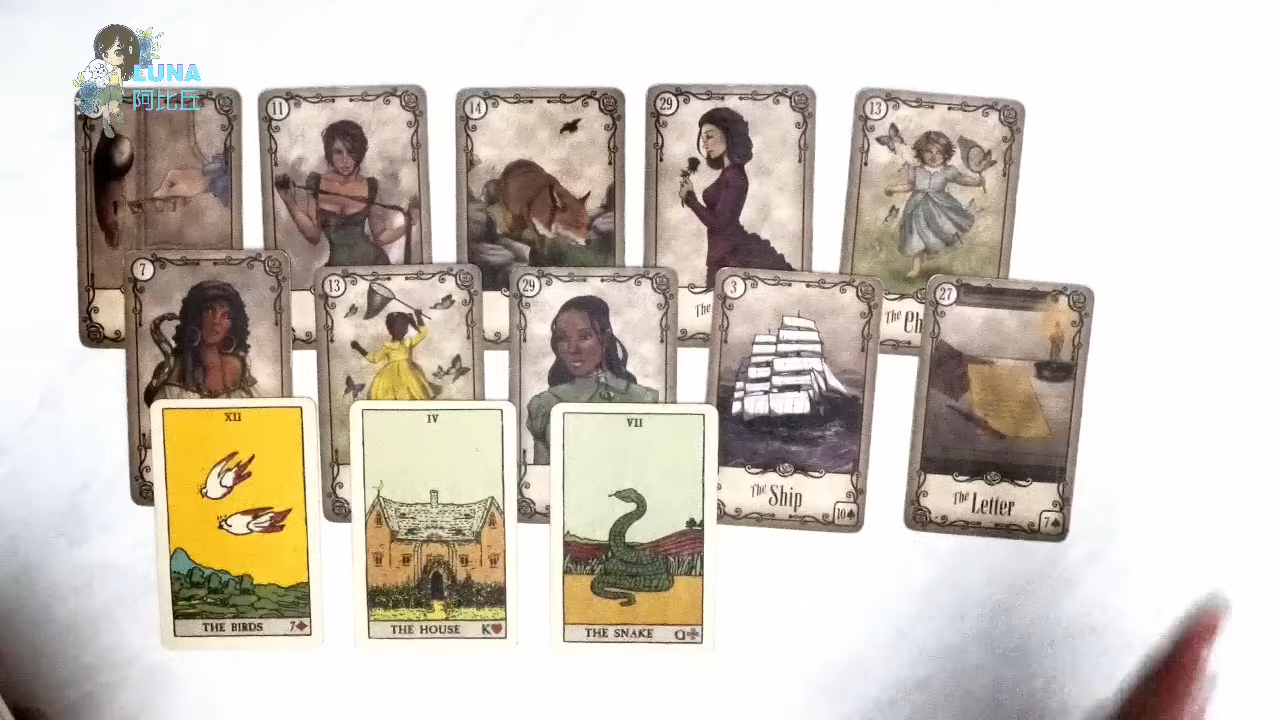 LUNA
阿比丘
11
14
29
13
The
The Ch
7
13
29
3
27
The Ship
10♠
The Letter
7♠
XII
THE BIRDS 7♦
IV
THE HOUSE K♥
VII
THE SNAKE Q♣